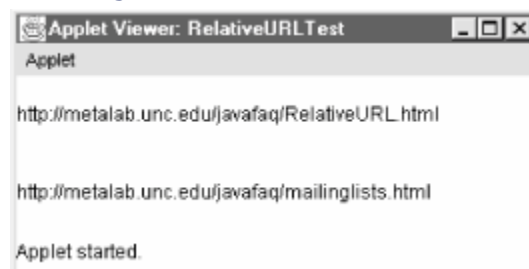 Applet Viewer: RelativeURLTest
Applet
http://metalab.unc.edu/javafaq/RelativeURL.html
http://metalab.unc.edu/javafaq/mailinglists.html
Applet started.